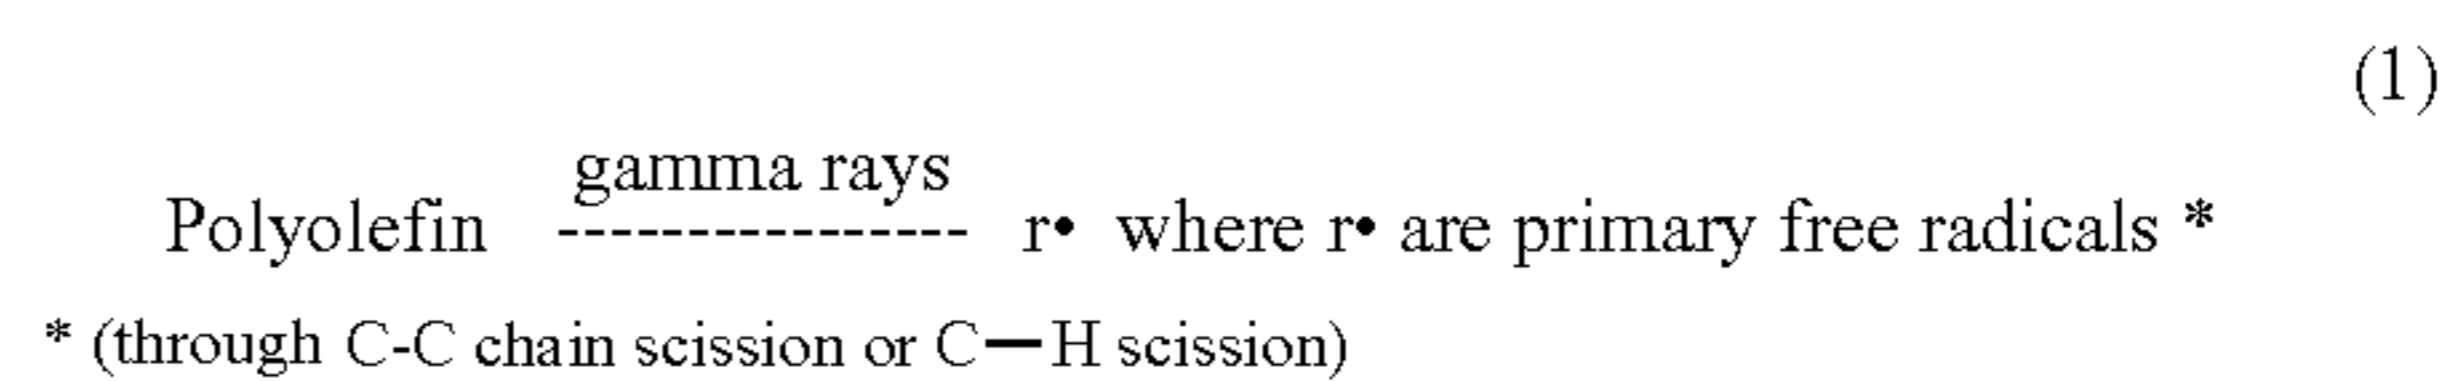 (1)
gamma rays
Polyolefin ---------------- r• where r• are primary free radicals *
* (through C-C chain scission or C—H scission)